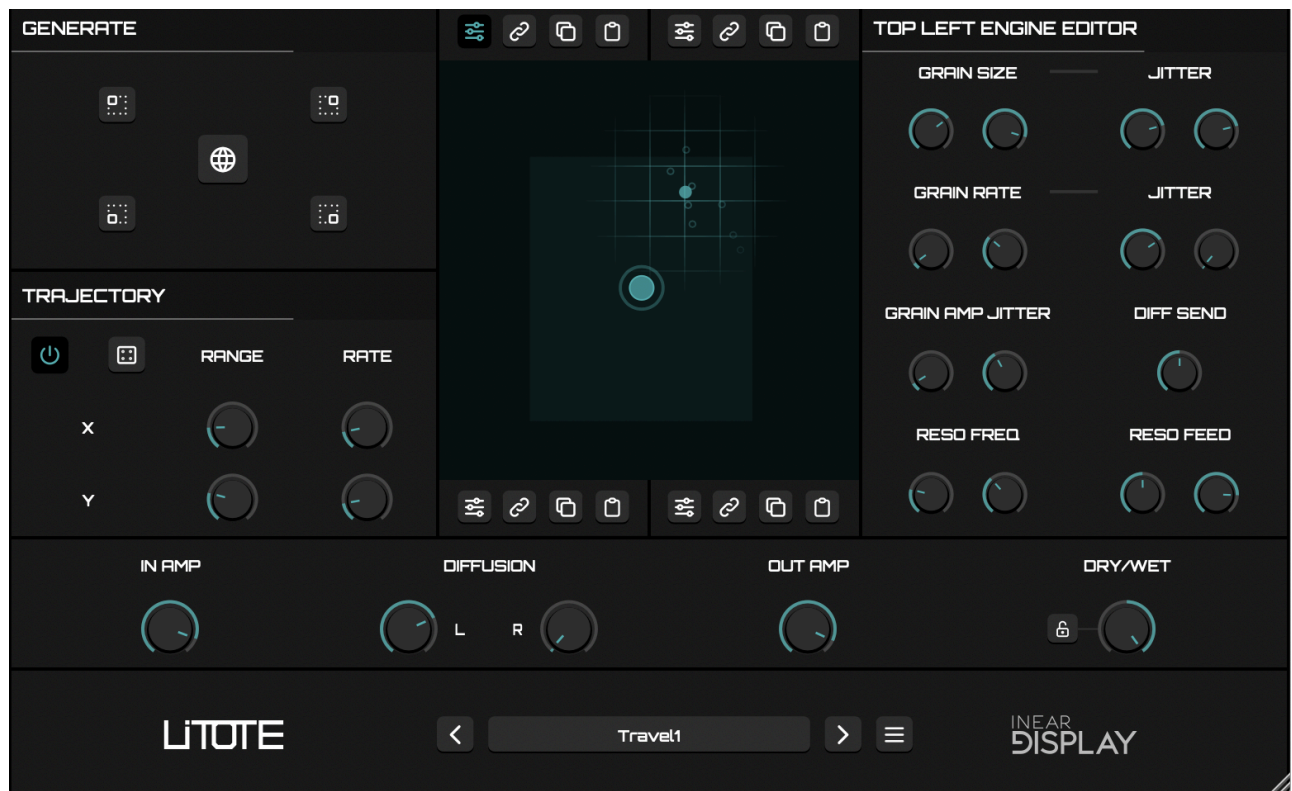 GENERATE
TOP LEFT ENGINE EDITOR
GRAIN SIZE
JITTER
GRAIN RATE
JITTER
TRAJECTORY
GRAIN AMP JITTER
DIFF SEND
RANGE
RATE
X
RESO FREQ
RESO FEED
Y
IN AMP
DIFFUSION
OUT AMP
DRY/WET
L
R
LiTOTE
Travel1
INEAR
DISPLAY